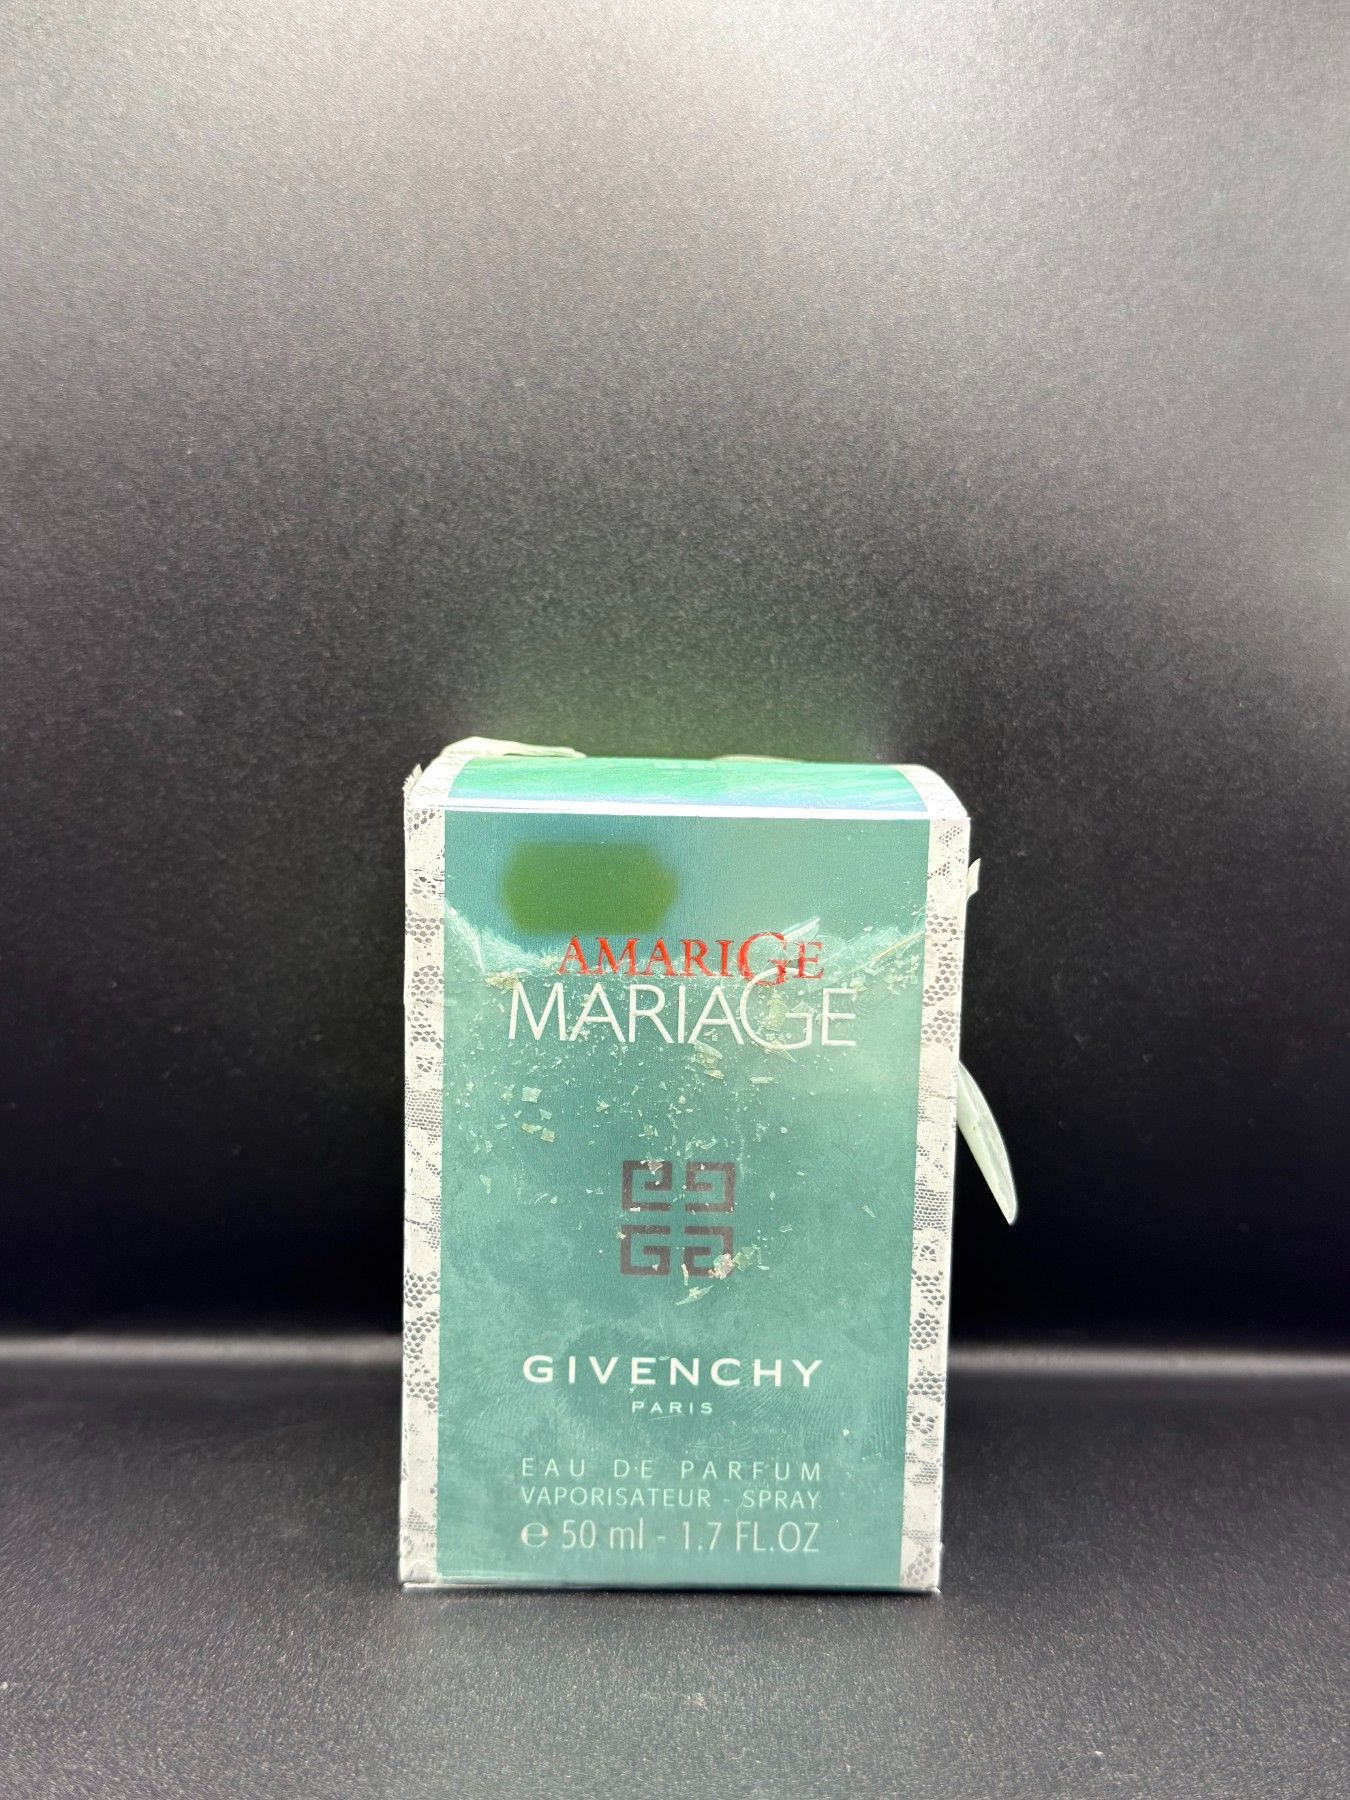 AMARIGE
MARIAGE
GIVENCHY
PARIS
EAU DE PARFUM
VAPORISATEUR - SPRAY
℮ 50 ml - 1.7 FL.OZ